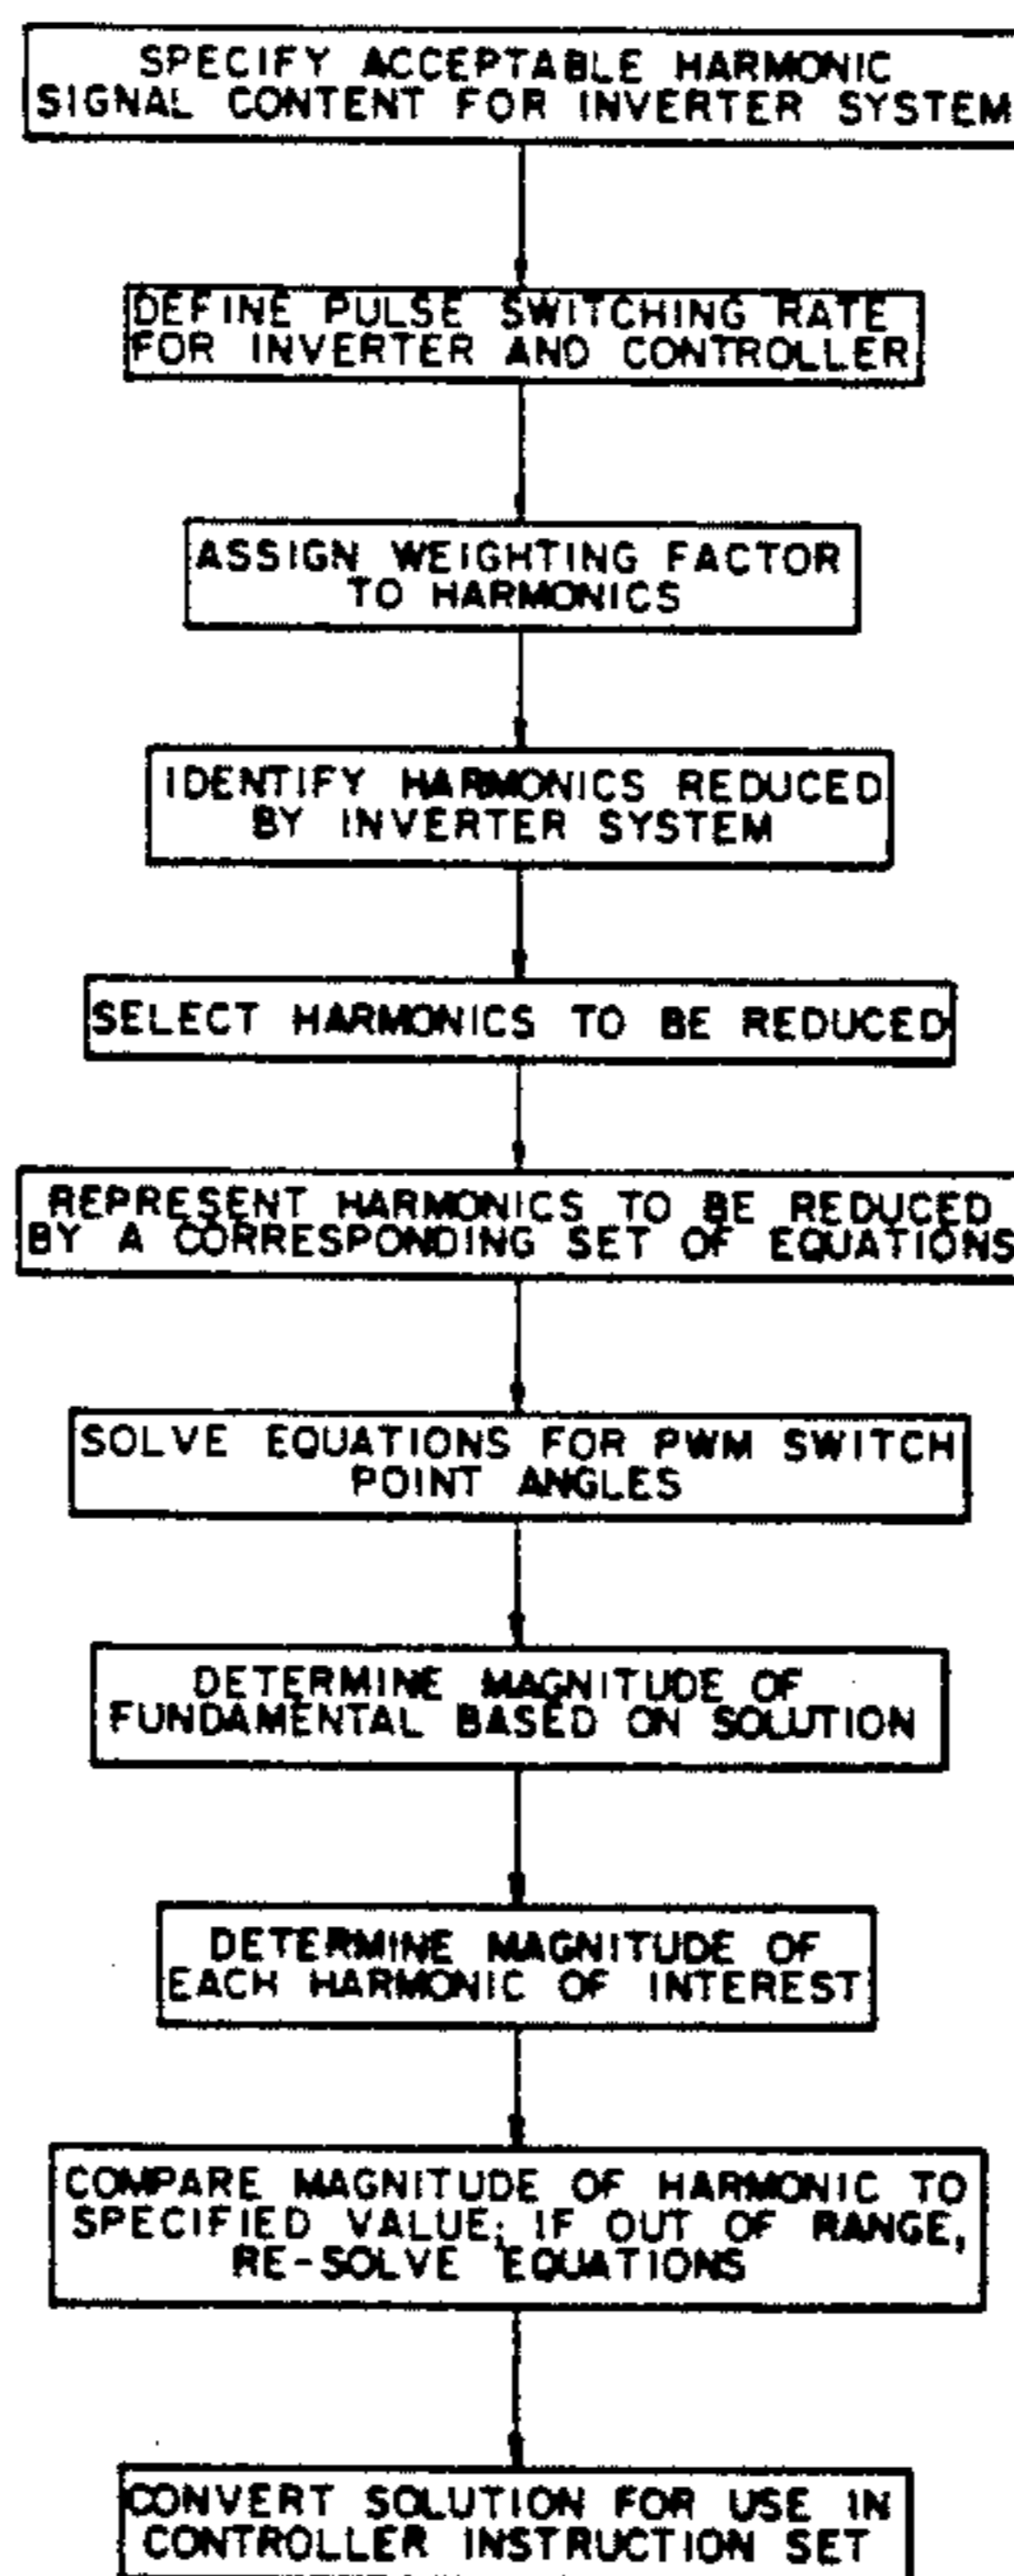 SPECIFY ACCEPTABLE HARMONIC
SIGNAL CONTENT FOR INVERTER SYSTEM
DEFINE PULSE SWITCHING RATE
FOR INVERTER AND CONTROLLER
ASSIGN WEIGHTING FACTOR
TO HARMONICS
IDENTIFY HARMONICS REDUCED
BY INVERTER SYSTEM
SELECT HARMONICS TO BE REDUCED
REPRESENT HARMONICS TO BE REDUCED
BY A CORRESPONDING SET OF EQUATIONS
SOLVE EQUATIONS FOR PWM SWITCH
POINT ANGLES
DETERMINE MAGNITUDE OF
FUNDAMENTAL BASED ON SOLUTION
DETERMINE MAGNITUDE OF
EACH HARMONIC OF INTEREST
COMPARE MAGNITUDE OF HARMONIC TO
SPECIFIED VALUE; IF OUT OF RANGE,
RE-SOLVE EQUATIONS
CONVERT SOLUTION FOR USE IN
CONTROLLER INSTRUCTION SET